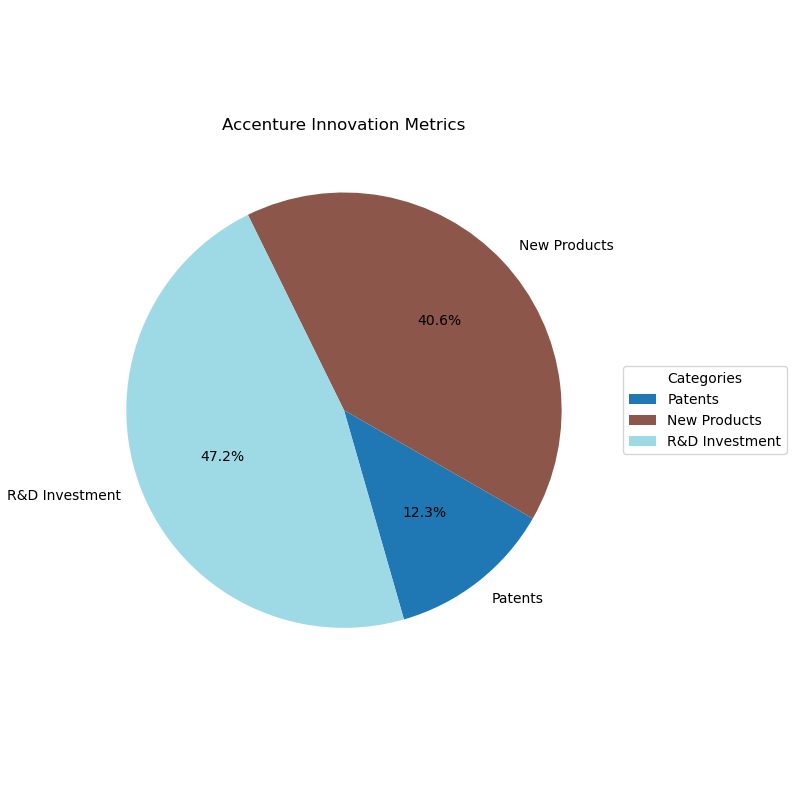 Accenture Innovation Metrics
New Products
40.6%
47.2%
R&D Investment
12.3%
Patents
Categories
Patents
New Products
R&D Investment